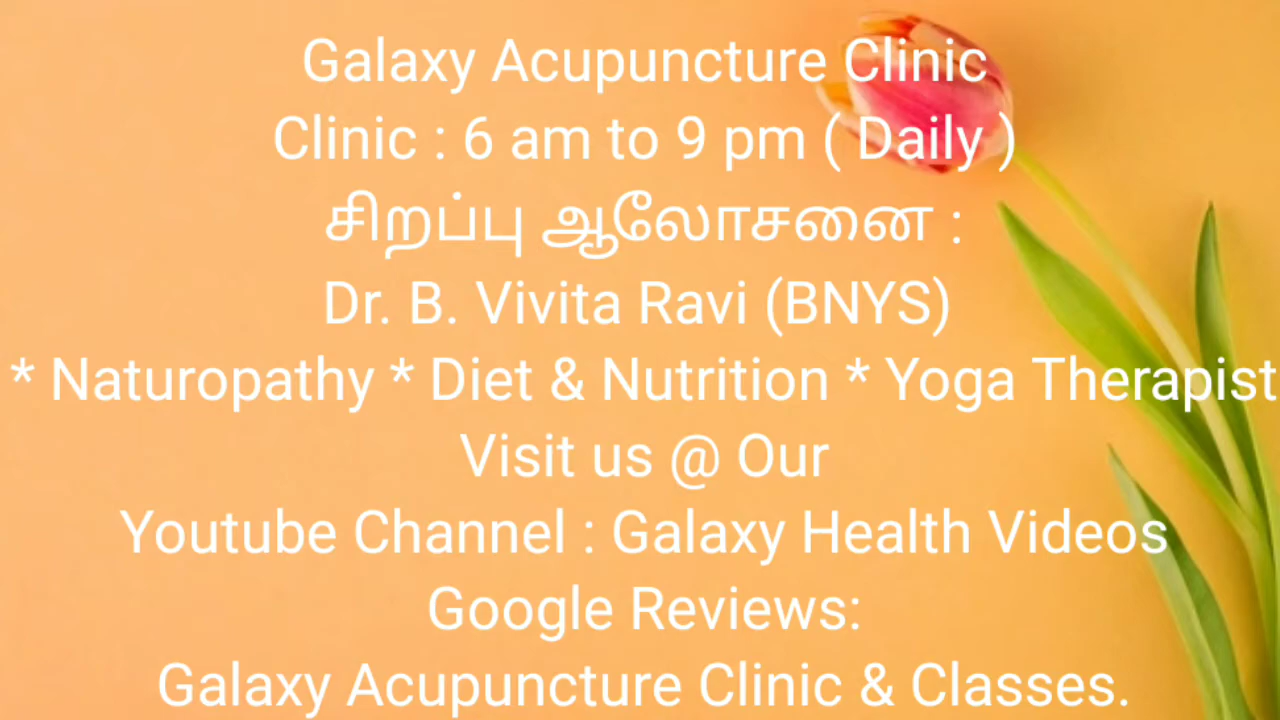 Galaxy Acupuncture Clinic
Clinic : 6 am to 9 pm ( Daily )
சிறப்பு ஆலோசனை :
Dr. B. Vivita Ravi (BNYS)
* Naturopathy * Diet & Nutrition * Yoga Therapist
Visit us @ Our
Youtube Channel : Galaxy Health Videos
Google Reviews:
Galaxy Acupuncture Clinic & Classes.